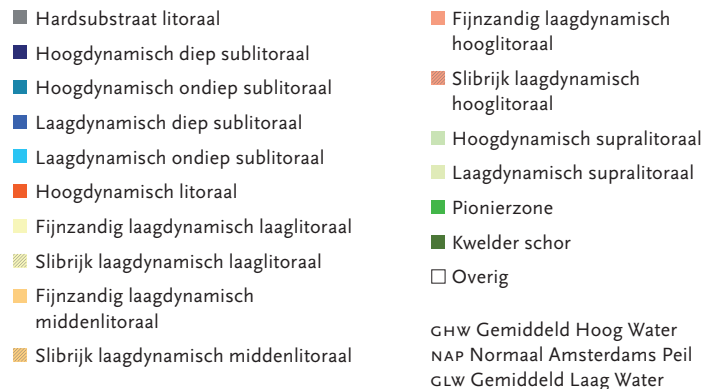 Hardsubstraat litoraal
Hoogdynamisch diep sublitoraal
Hoogdynamisch ondiep sublitoraal
Laagdynamisch diep sublitoraal
Laagdynamisch ondiep sublitoraal
Hoogdynamisch litoraal
Fijnzandig laagdynamisch laaglitoraal
Slibrijk laagdynamisch laaglitoraal
Fijnzandig laagdynamisch
middenlitoraal
Slibrijk laagdynamisch middenlitoraal
Fijnzandig laagdynamisch
hooglitoraal
Slibrijk laagdynamisch
hooglitoraal
Hoogdynamisch supralitoraal
Laagdynamisch supralitoraal
Pionierzone
Kwelder schor
Overig
GHW Gemiddeld Hoog Water
NAP Normaal Amsterdams Peil
GLW Gemiddeld Laag Water